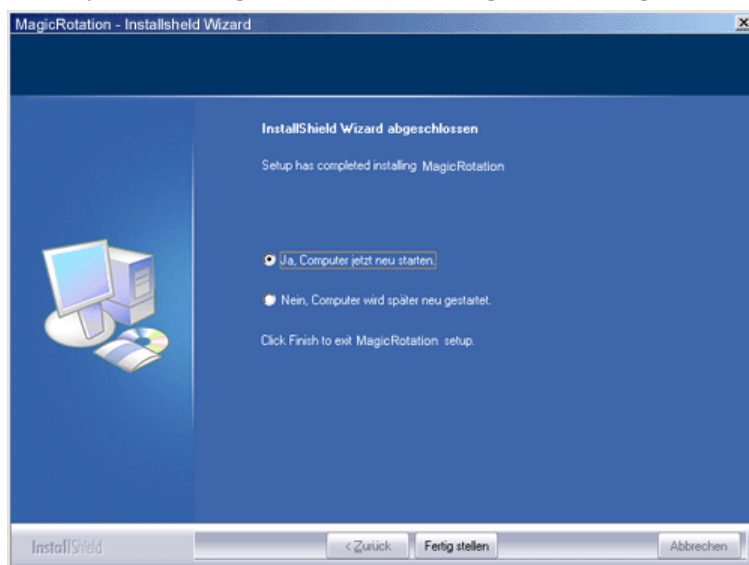 MagicRotation - Installsheld Wizard
InstallShield Wizard abgeschlossen
Setup has completed installing MagicRotation
Ja, Computer jetzt neu starten.
Nein, Computer wird später neu gestartet.
Click Finish to exit MagicRotation setup.
InstallShield
< Zurück Fertig stellen Abbrechen